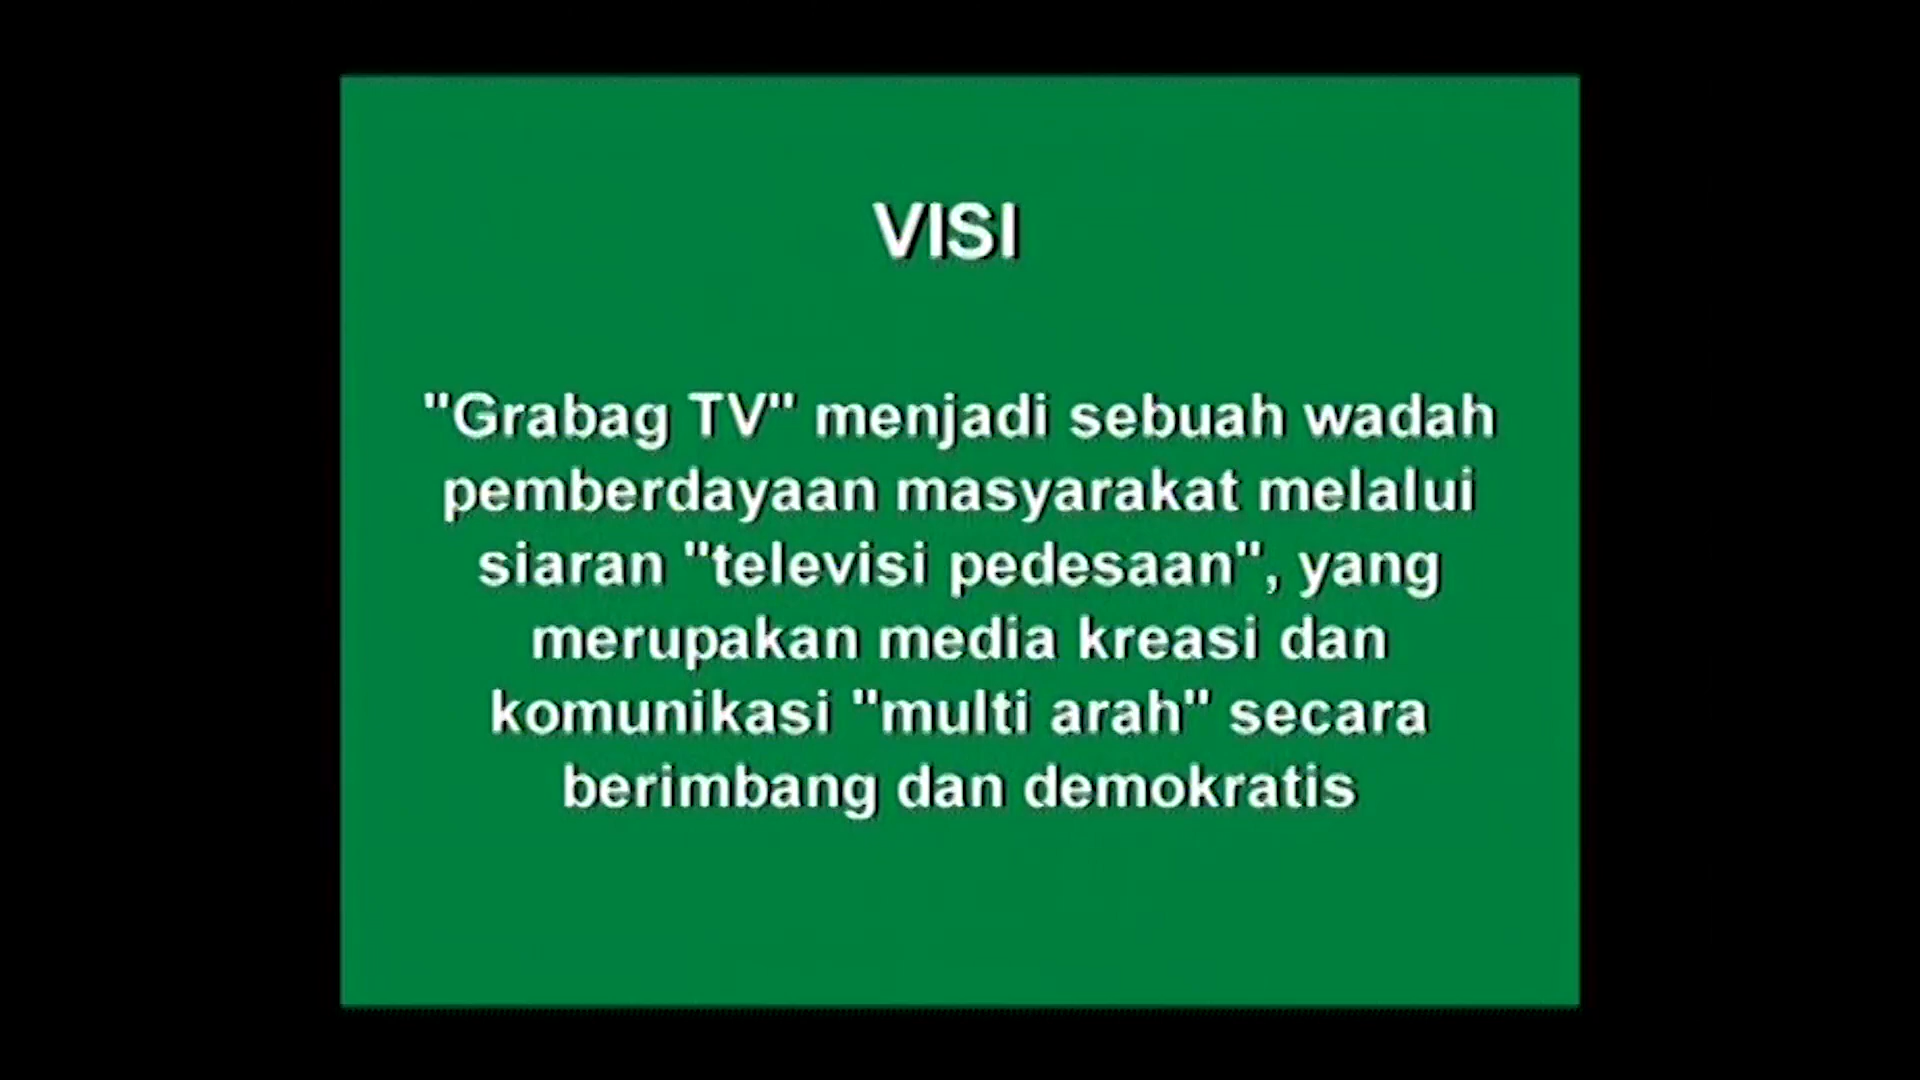 VISI
"Grabag TV" menjadi sebuah wadah
pemberdayaan masyarakat melalui
siaran "televisi pedesaan", yang
merupakan media kreasi dan
komunikasi "multi arah" secara
berimbang dan demokratis